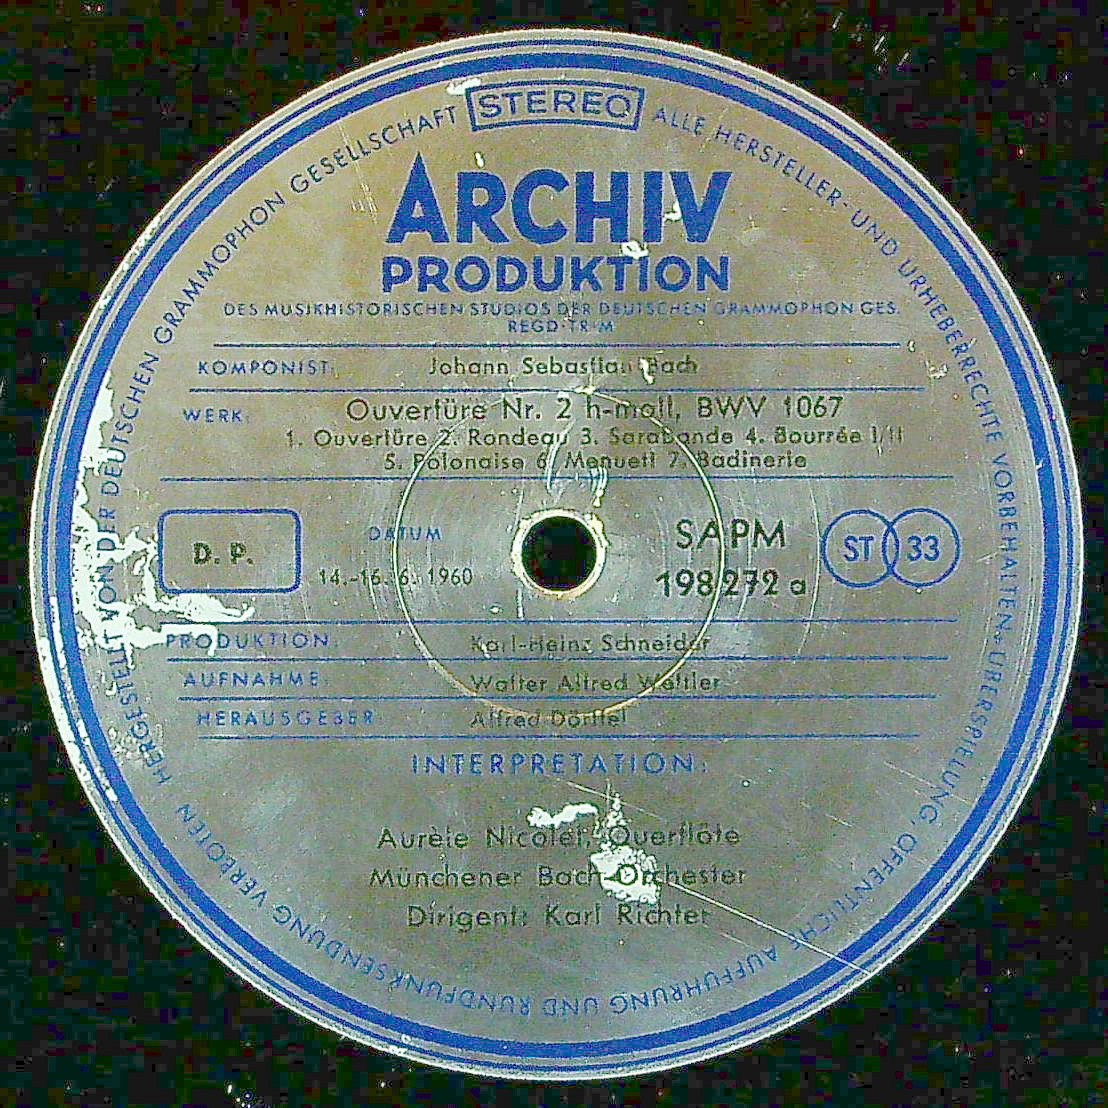 STEREO
HERGESTELLT VON DER DEUTSCHEN GRAMMOPHON GESELLSCHAFT
ALLE HERSTELLER- UND URHEBERRECHTE VORBEHALTEN · ÜBERSPIELUNG, ÖFFENTLICHE AUFFÜHRUNG UND RUNDFUNKSENDUNG VERBOTEN
ARCHIV
PRODUKTION
DES MUSIKHISTORISCHEN STUDIOS DER DEUTSCHEN GRAMMOPHON GES.
REGD·TR·M
KOMPONIST: Johann Sebastian Bach
WERK: Ouvertüre Nr. 2 h-moll, BWV 1067
1. Ouvertüre 2. Rondeau 3. Sarabande 4. Bourrée I/II
5. Polonaise 6. Menuett 7. Badinerie
D. P.
DATUM
14.-16. 6. 1960
SAPM
198 272 a
ST 33
PRODUKTION: Karl-Heinz Schneider
AUFNAHME: Walter Alfred Wettler
HERAUSGEBER: Alfred Dörffel
INTERPRETATION:
Aurèle Nicolet, Querflöte
Münchener Bach-Orchester
Dirigent: Karl Richter